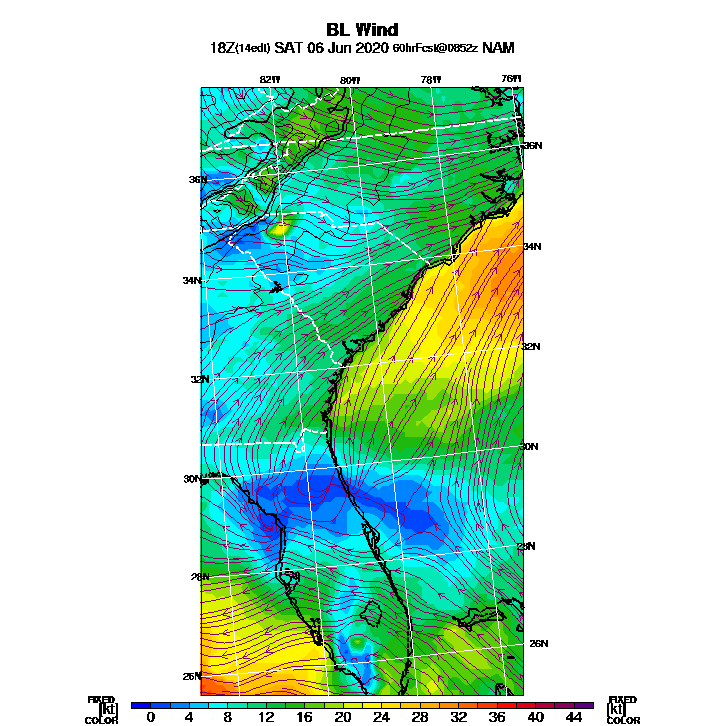 BL Wind
18Z(14edt) SAT 06 Jun 2020 60hrFcst@0852z NAM
82W 80W 78W 76W
36N
36N
34N
34N
32N
32N
30N
30N
28N
28N
26N
26N
FIXED FIXED
[kt] [kt]
COLOR COLOR
0 4 8 12 16 20 24 28 32 36 40 44